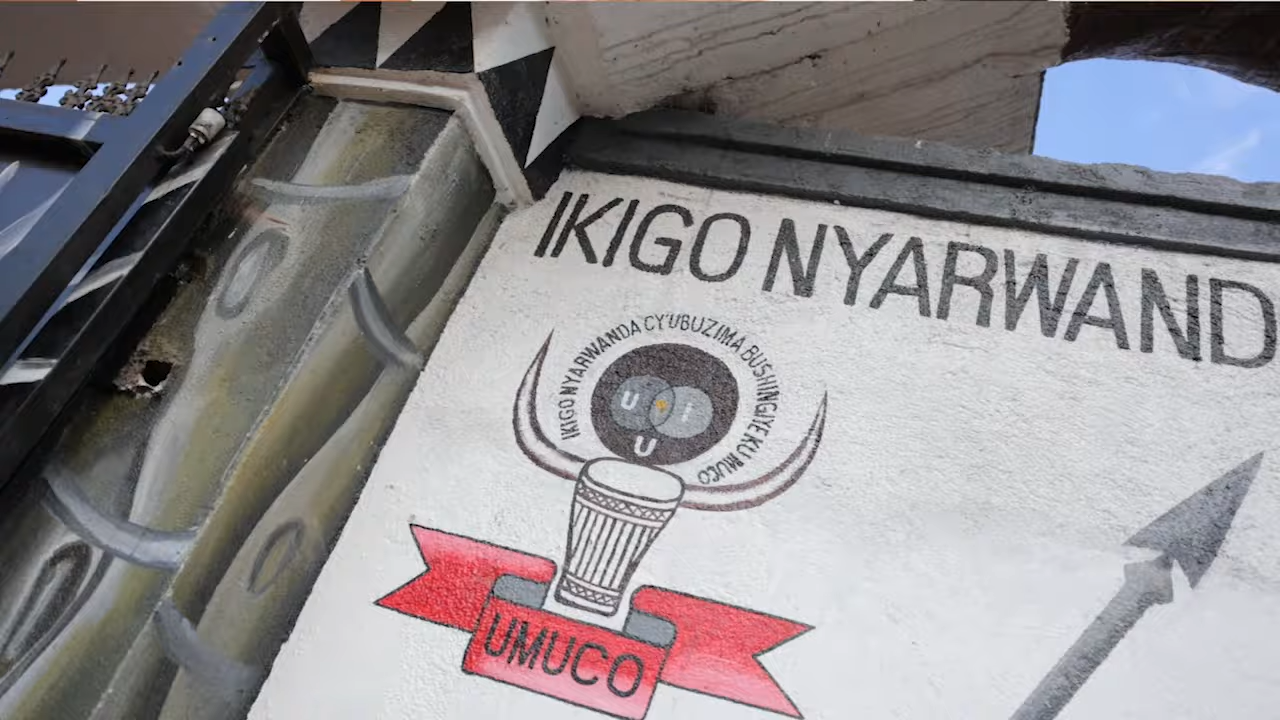 IKIGO NYARWAND
IKIGO NYARWANDA CY'UBUZIMA BUSHINGIYE KU MUCO
U
I
U
UMUCO